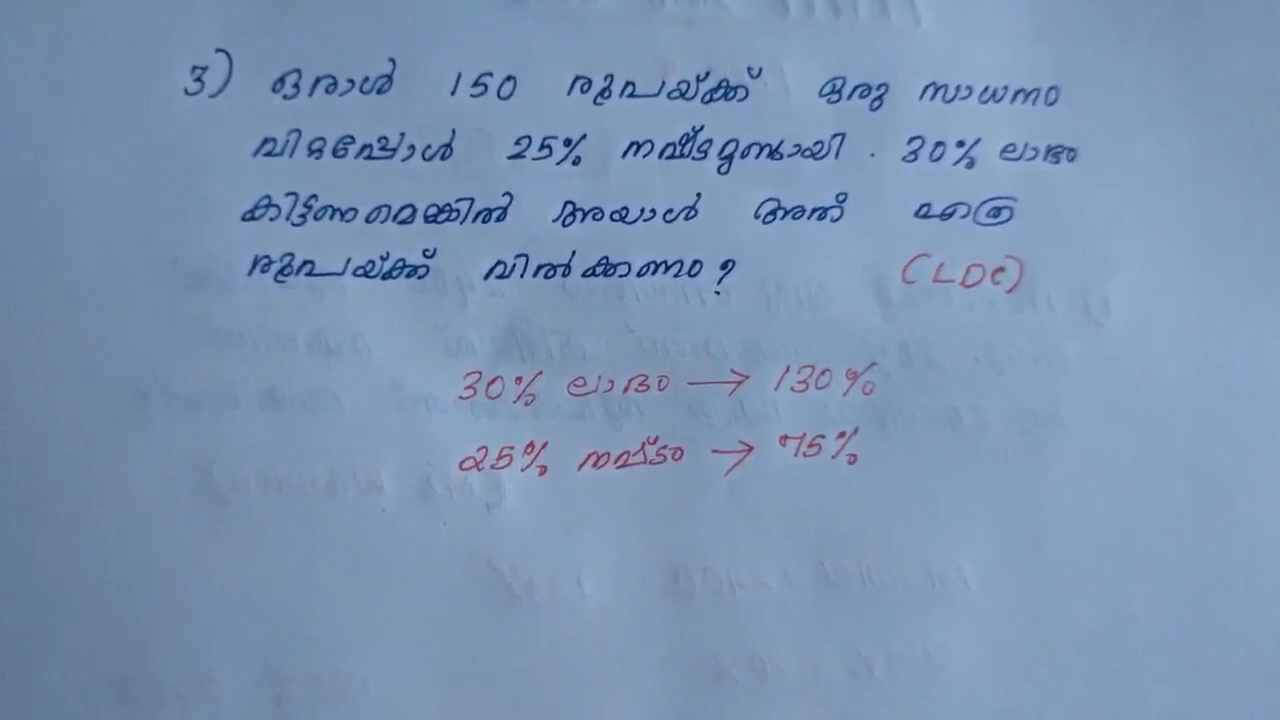 3) ഒരാൾ 150 രൂപയ്ക്ക് ഒരു സാധനം
വിറ്റപ്പോൾ 25% നഷ്ടമുണ്ടായി. 30% ലാഭം
കിട്ടണമെങ്കിൽ അയാൾ അത് എത്ര
രൂപയ്ക്ക് വിൽക്കണം? (LDC)
30% ലാഭം → 130%
25% നഷ്ടം → 75%